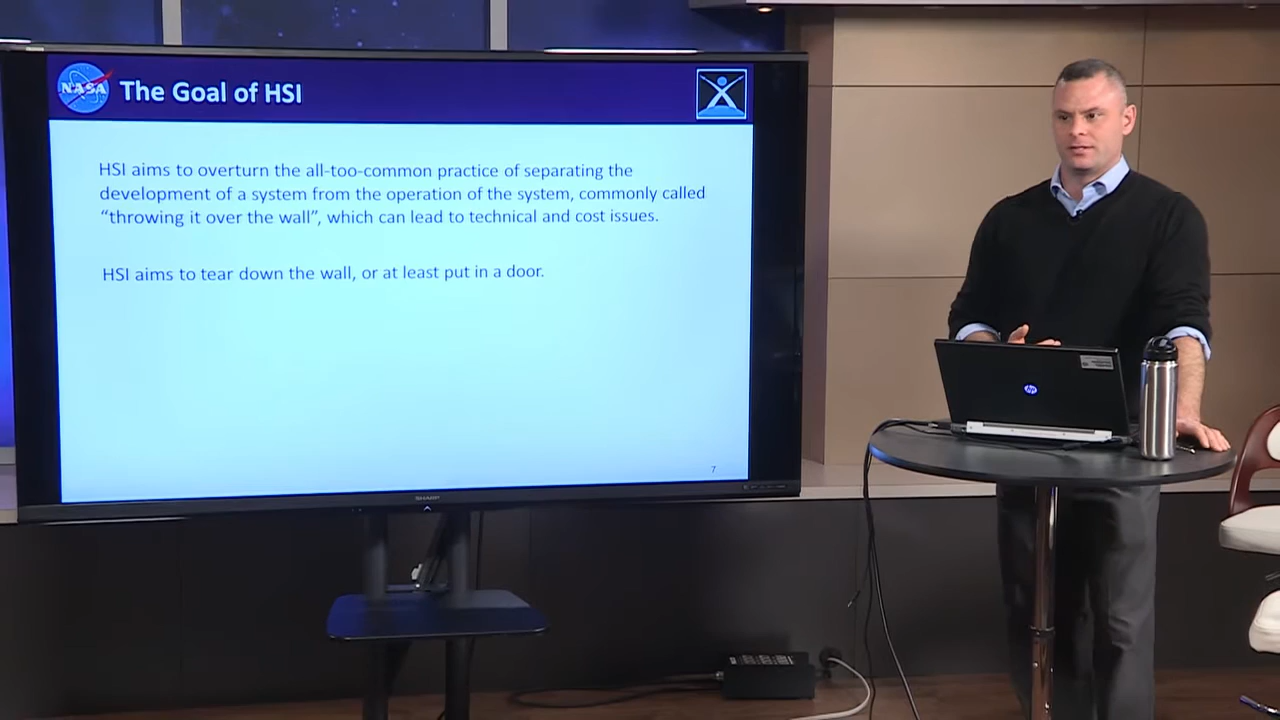 NASA
The Goal of HSI
HSI aims to overturn the all-too-common practice of separating the
development of a system from the operation of the system, commonly called
“throwing it over the wall”, which can lead to technical and cost issues.
HSI aims to tear down the wall, or at least put in a door.
7
SHARP
hp